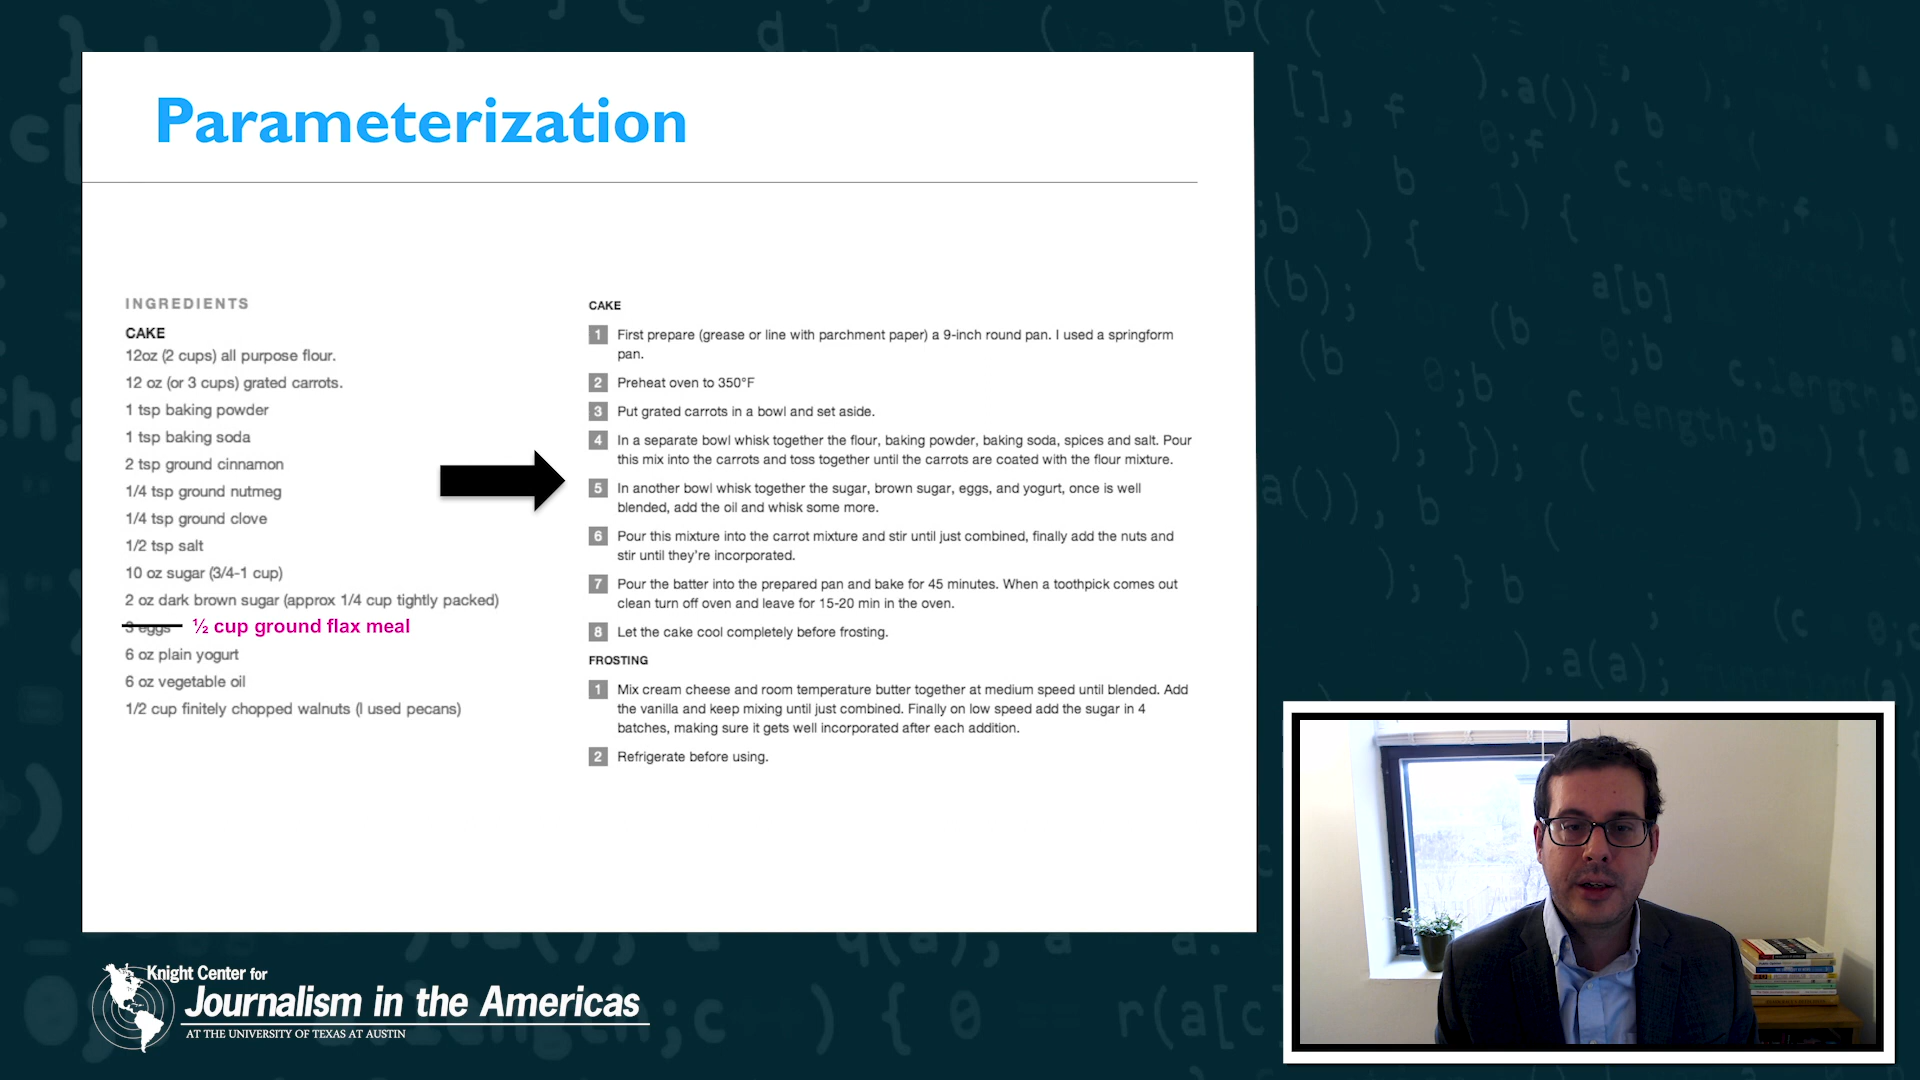 Parameterization
INGREDIENTS
CAKE
12oz (2 cups) all purpose flour.
12 oz (or 3 cups) grated carrots.
1 tsp baking powder
1 tsp baking soda
2 tsp ground cinnamon
1/4 tsp ground nutmeg
1/4 tsp ground clove
1/2 tsp salt
10 oz sugar (3/4-1 cup)
2 oz dark brown sugar (approx 1/4 cup tightly packed)
3 eggs ½ cup ground flax meal
6 oz plain yogurt
6 oz vegetable oil
1/2 cup finitely chopped walnuts (I used pecans)
CAKE
1 First prepare (grease or line with parchment paper) a 9-inch round pan. I used a springform
pan.
2 Preheat oven to 350°F
3 Put grated carrots in a bowl and set aside.
4 In a separate bowl whisk together the flour, baking powder, baking soda, spices and salt. Pour
this mix into the carrots and toss together until the carrots are coated with the flour mixture.
5 In another bowl whisk together the sugar, brown sugar, eggs, and yogurt, once is well
blended, add the oil and whisk some more.
6 Pour this mixture into the carrot mixture and stir until just combined, finally add the nuts and
stir until they're incorporated.
7 Pour the batter into the prepared pan and bake for 45 minutes. When a toothpick comes out
clean turn off oven and leave for 15-20 min in the oven.
8 Let the cake cool completely before frosting.
FROSTING
1 Mix cream cheese and room temperature butter together at medium speed until blended. Add
the vanilla and keep mixing until just combined. Finally on low speed add the sugar in 4
batches, making sure it gets well incorporated after each addition.
2 Refrigerate before using.
Knight Center for
Journalism in the Americas
AT THE UNIVERSITY OF TEXAS AT AUSTIN